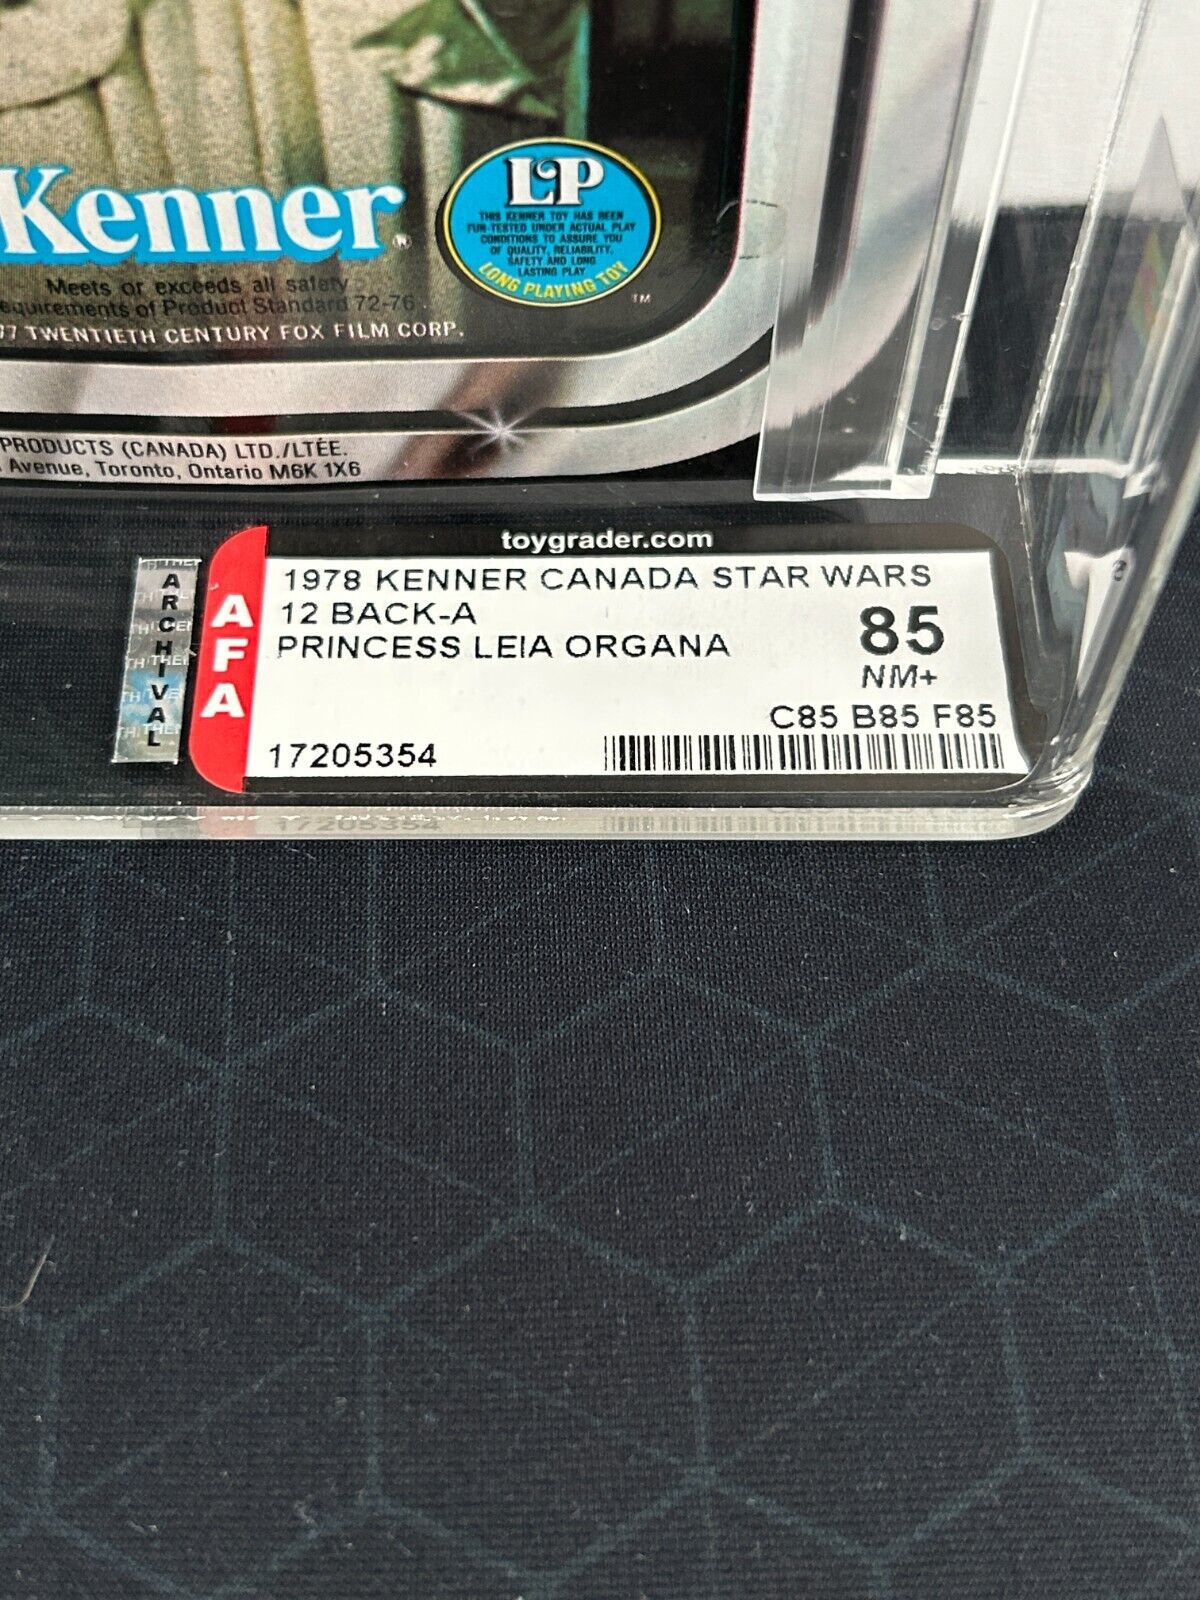 Kenner
LP
THIS KENNER TOY HAS BEEN
FUN-TESTED UNDER ACTUAL PLAY
CONDITIONS TO ASSURE YOU
OF QUALITY, RELIABILITY,
SAFETY AND LONG
LASTING PLAY
LONG PLAYING TOY
TM
Meets or exceeds all safety
equirements of Product Standard 72-76
77 TWENTIETH CENTURY FOX FILM CORP.
PRODUCTS (CANADA) LTD./LTÉE.
Avenue, Toronto, Ontario M6K 1X6
toygrader.com
ARCHIVAL
AFA
1978 KENNER CANADA STAR WARS
12 BACK-A
PRINCESS LEIA ORGANA
85
NM+
C85 B85 F85
17205354